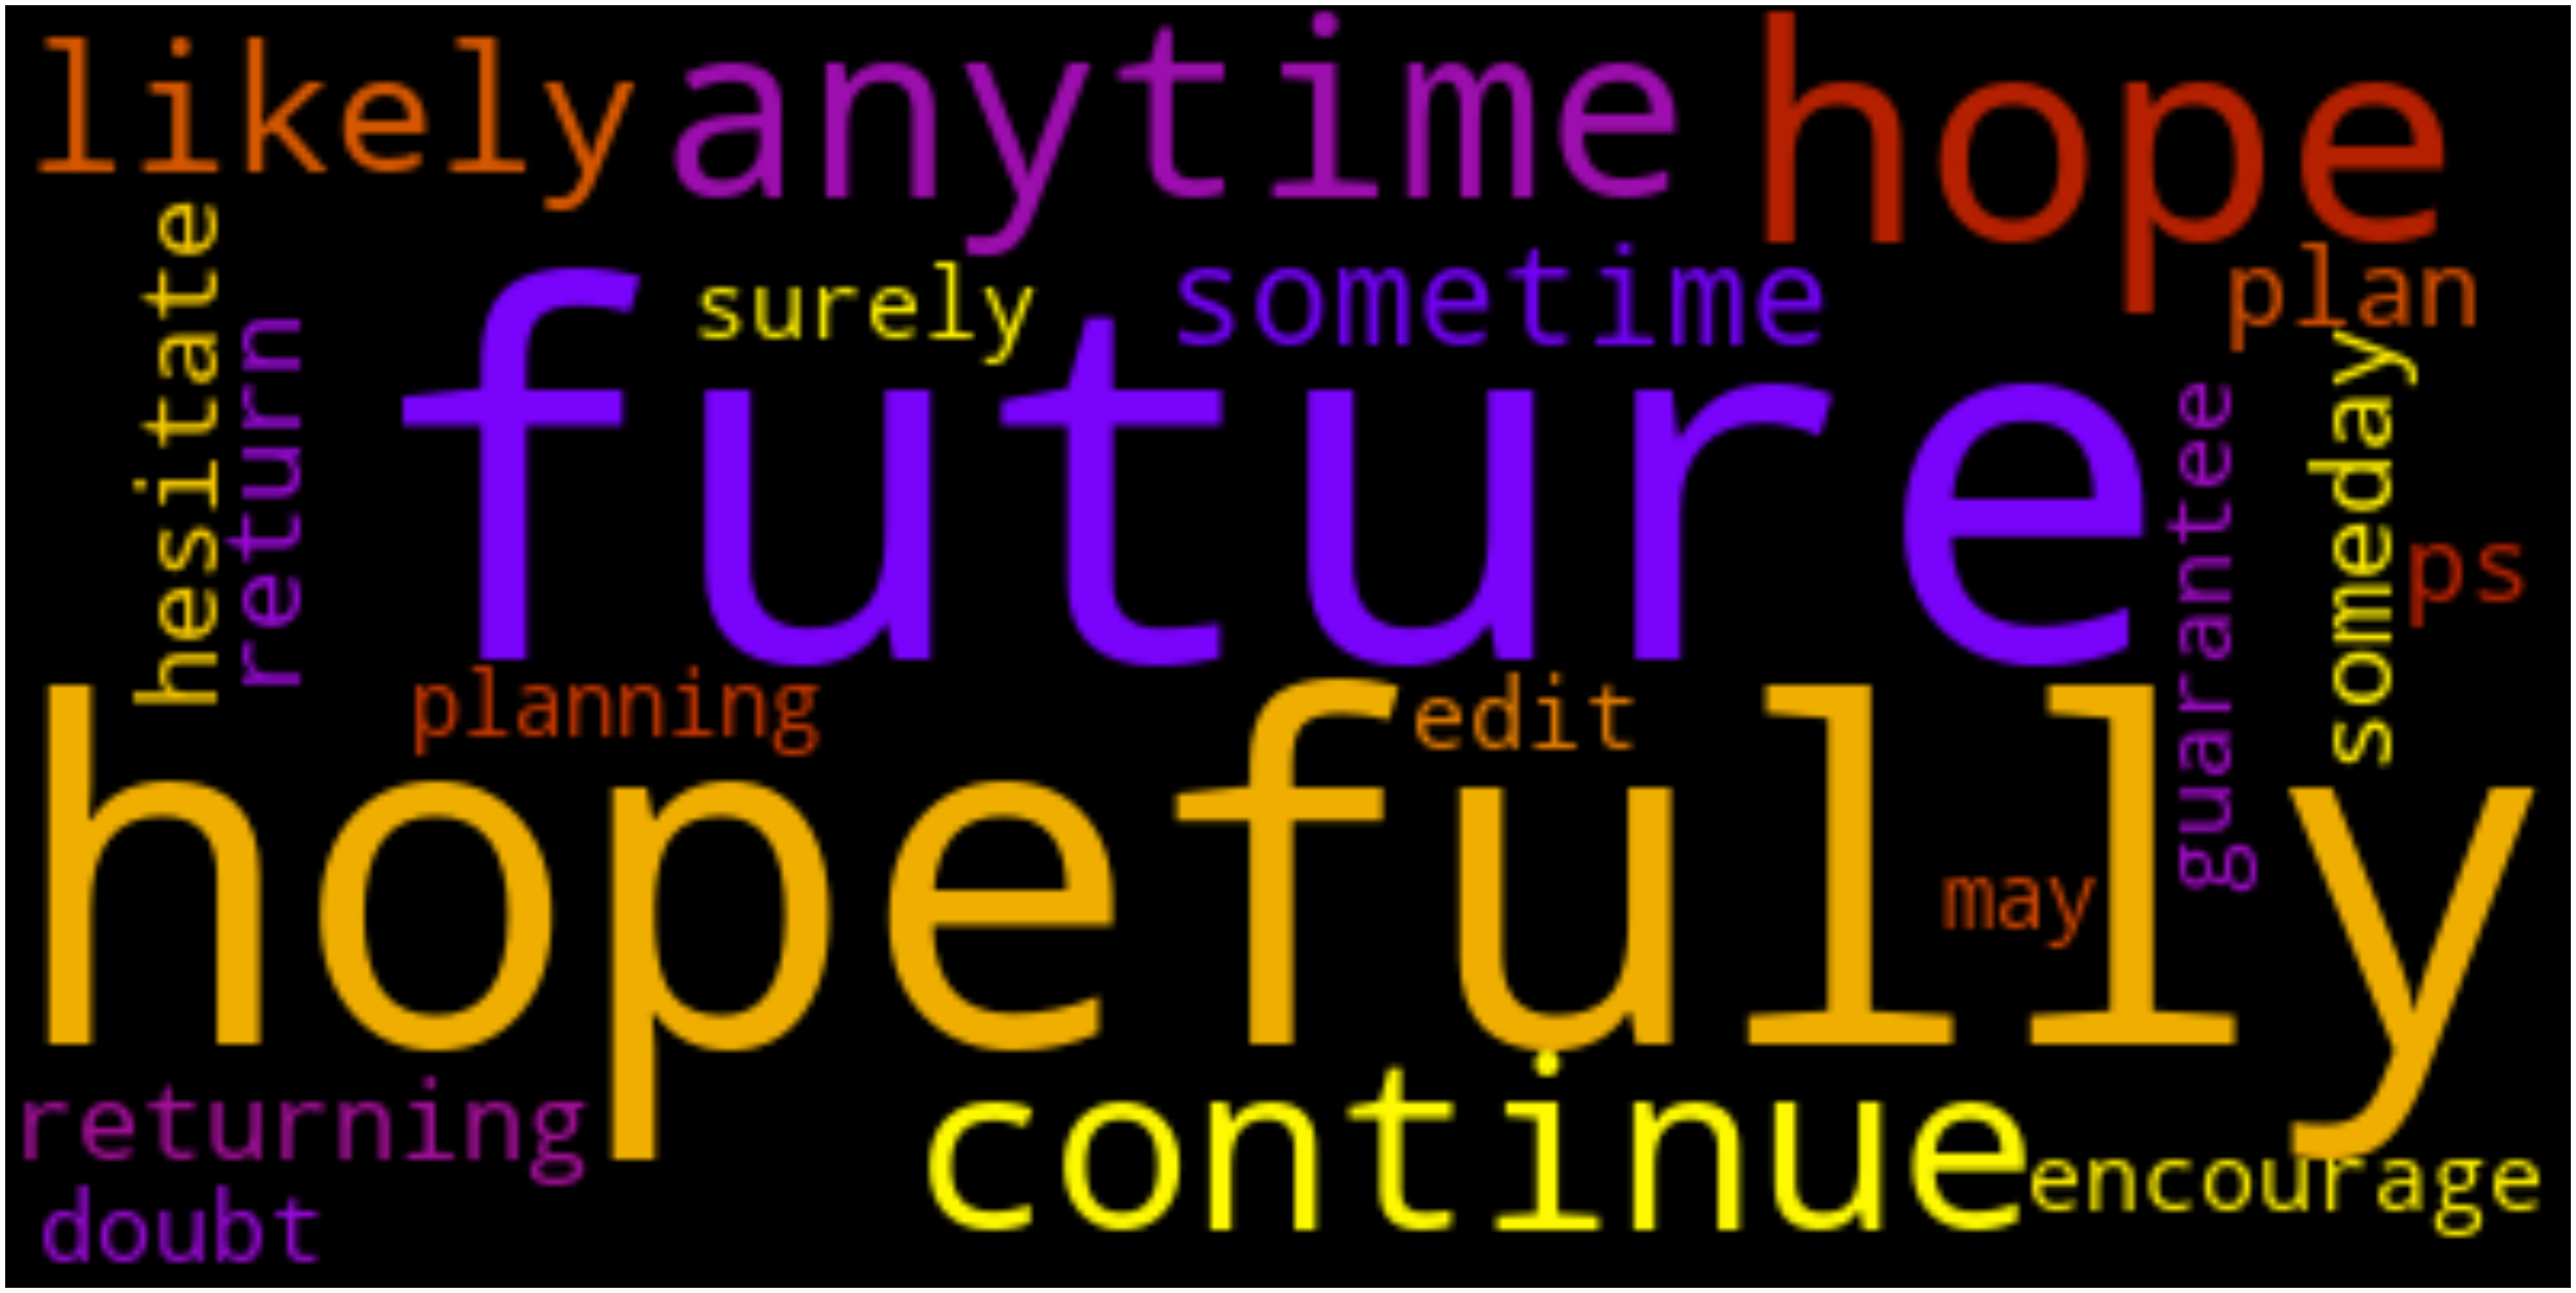 likely anytime hope
hesitate
return
surely sometime plan
future
guarantee
someday
ps
planning edit
hopefully
may
returning continue encourage
doubt